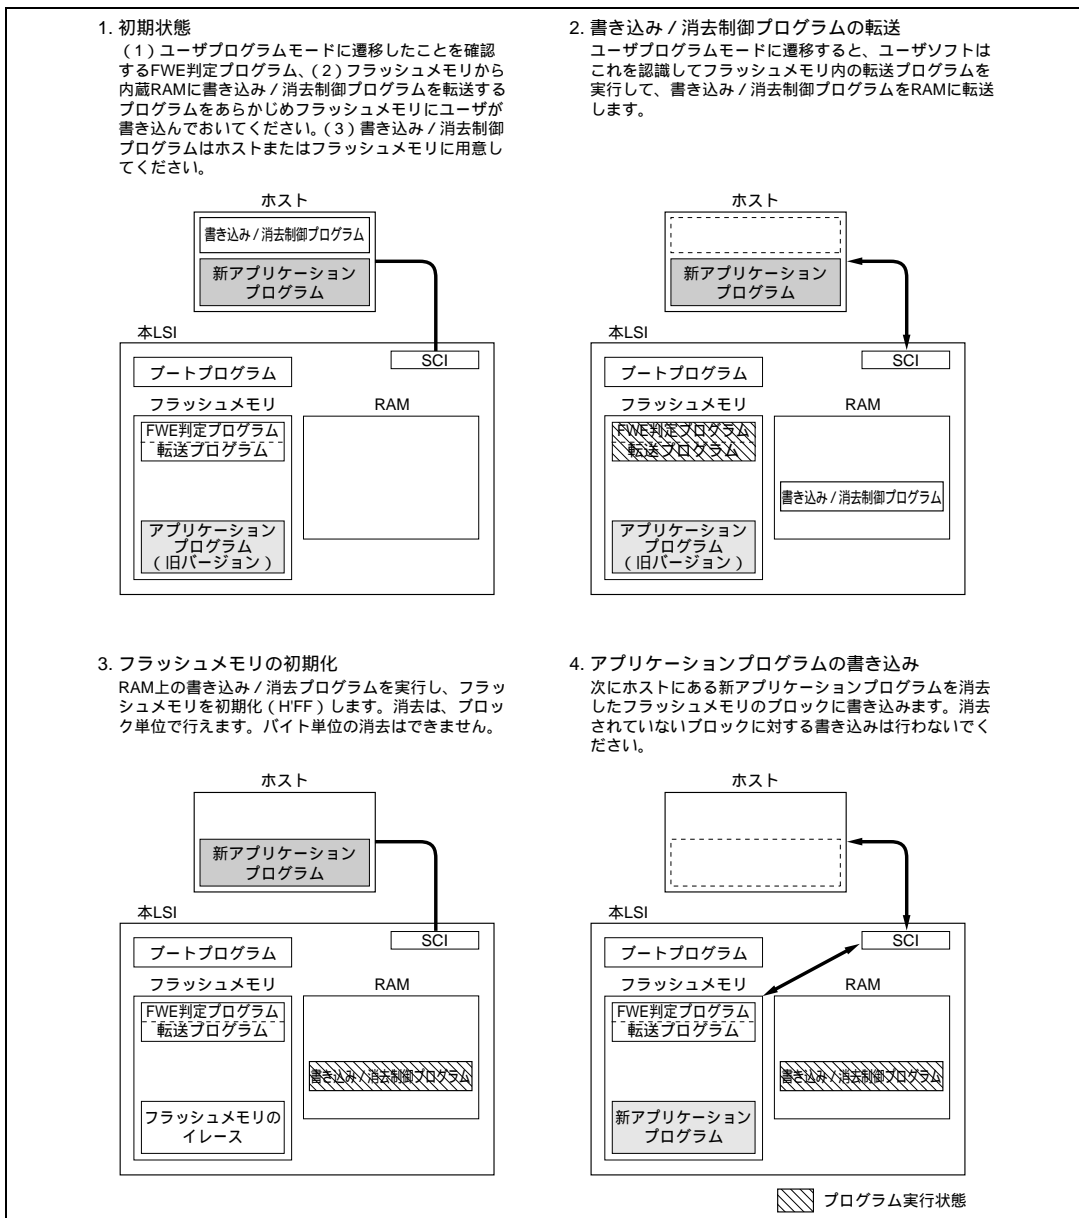 1. 初期状態
（1）ユーザプログラムモードに遷移したことを確認
するFWE判定プログラム、（2）フラッシュメモリから
内蔵RAMに書き込み / 消去制御プログラムを転送する
プログラムをあらかじめフラッシュメモリにユーザが
書き込んでおいてください。（3）書き込み / 消去制御
プログラムはホストまたはフラッシュメモリに用意し
てください。
ホスト
書き込み / 消去制御プログラム
新アプリケーション
プログラム
本LSI
SCI
ブートプログラム
フラッシュメモリ
RAM
FWE判定プログラム
転送プログラム
アプリケーション
プログラム
（旧バージョン）
2. 書き込み / 消去制御プログラムの転送
ユーザプログラムモードに遷移すると、ユーザソフトは
これを認識してフラッシュメモリ内の転送プログラムを
実行して、書き込み / 消去制御プログラムをRAMに転送
します。
ホスト
新アプリケーション
プログラム
本LSI
SCI
ブートプログラム
フラッシュメモリ
RAM
FWE判定プログラム
転送プログラム
書き込み / 消去制御プログラム
アプリケーション
プログラム
（旧バージョン）
3. フラッシュメモリの初期化
RAM上の書き込み / 消去プログラムを実行し、フラッ
シュメモリを初期化（H'FF）します。消去は、ブロッ
ク単位で行えます。バイト単位の消去はできません。
ホスト
新アプリケーション
プログラム
本LSI
SCI
ブートプログラム
フラッシュメモリ
RAM
FWE判定プログラム
転送プログラム
書き込み / 消去制御プログラム
フラッシュメモリの
イレース
4. アプリケーションプログラムの書き込み
次にホストにある新アプリケーションプログラムを消去
したフラッシュメモリのブロックに書き込みます。消去
されていないブロックに対する書き込みは行わないでく
ださい。
ホスト
本LSI
SCI
ブートプログラム
フラッシュメモリ
RAM
FWE判定プログラム
転送プログラム
書き込み / 消去制御プログラム
新アプリケーション
プログラム
プログラム実行状態